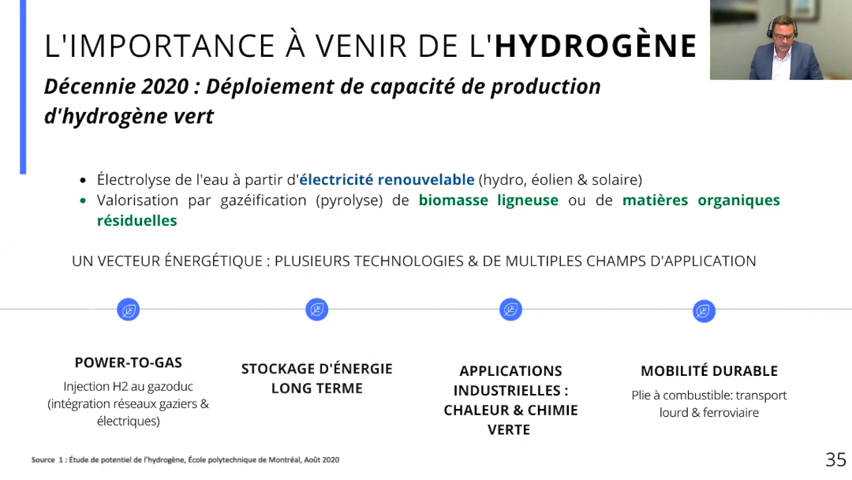 L'IMPORTANCE À VENIR DE L'HYDROGÈNE
Décennie 2020 : Déploiement de capacité de production
d'hydrogène vert
Électrolyse de l'eau à partir d'électricité renouvelable (hydro, éolien & solaire)
Valorisation par gazéification (pyrolyse) de biomasse ligneuse ou de matières organiques
résiduelles
UN VECTEUR ÉNERGÉTIQUE : PLUSIEURS TECHNOLOGIES & DE MULTIPLES CHAMPS D'APPLICATION
POWER-TO-GAS
Injection H2 au gazoduc
(intégration réseaux gaziers &
électriques)
STOCKAGE D'ÉNERGIE
LONG TERME
APPLICATIONS
INDUSTRIELLES :
CHALEUR & CHIMIE
VERTE
MOBILITÉ DURABLE
Plie à combustible: transport
lourd & ferroviaire
Source 1 : Étude de potentiel de l'hydrogène, École polytechnique de Montréal, Août 2020
35